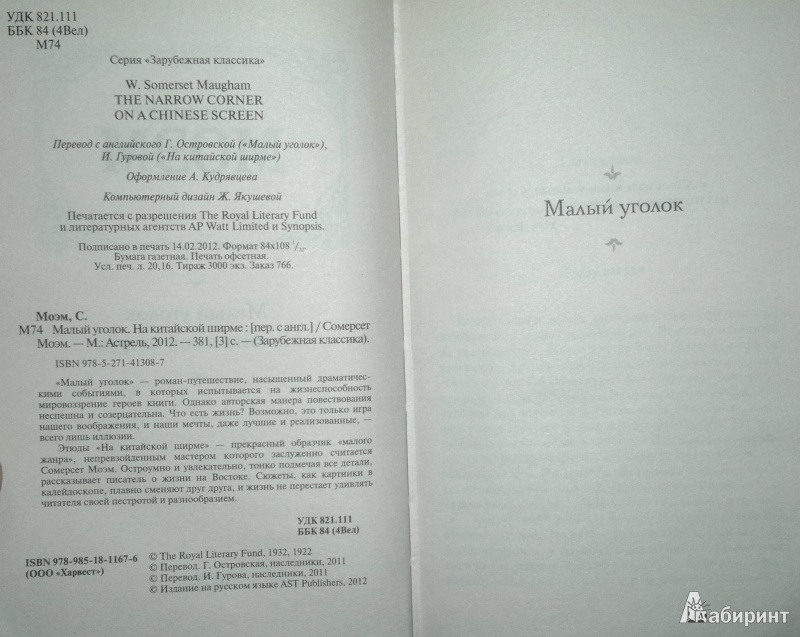 УДК 821.111
ББК 84 (4Вел)
М74
Серия «Зарубежная классика»
W. Somerset Maugham
THE NARROW CORNER
ON A CHINESE SCREEN
Перевод с английского Г. Островской («Малый уголок»),
И. Гуровой («На китайской ширме»)
Оформление А. Кудрявцева
Компьютерный дизайн Ж. Якушевой
Печатается с разрешения The Royal Literary Fund
и литературных агентств AP Watt Limited и Synopsis.
Подписано в печать 14.02.2012. Формат 84x108 1/32.
Бумага газетная. Печать офсетная.
Усл. печ. л. 20,16. Тираж 3000 экз. Заказ 766.
Моэм, С.
М74 Малый уголок. На китайской ширме : [пер. с англ.] / Сомерсет
Моэм. — М.: Астрель, 2012. — 381, [3] с. — (Зарубежная классика).
ISBN 978-5-271-41308-7
«Малый уголок» — роман-путешествие, насыщенный драматичес-
кими событиями, в которых испытывается на жизнеспособность
мировоззрение героев книги. Однако авторская манера повествования
неспешна и созерцательна. Что есть жизнь? Возможно, это только игра
нашего воображения, и наши мечты, даже лучшие и реализованные, —
всего лишь иллюзии.
Этюды «На китайской ширме» — прекрасный образчик «малого
жанра», непревзойденным мастером которого заслуженно считается
Сомерсет Моэм. Остроумно и увлекательно, тонко подмечая все детали,
рассказывает писатель о жизни на Востоке. Сюжеты, как картинки в
калейдоскопе, плавно сменяют друг друга, и жизнь не перестает удивлять
читателя своей пестротой и разнообразием.
УДК 821.111
ББК 84 (4Вел)
ISBN 978-985-18-1167-6
(ООО «Харвест»)
© The Royal Literary Fund, 1932, 1922
© Перевод. Г. Островская, наследники, 2011
© Перевод. И. Гурова, наследники, 2011
© Издание на русском языке AST Publishers, 2012
Малый уголок
Лабиринт